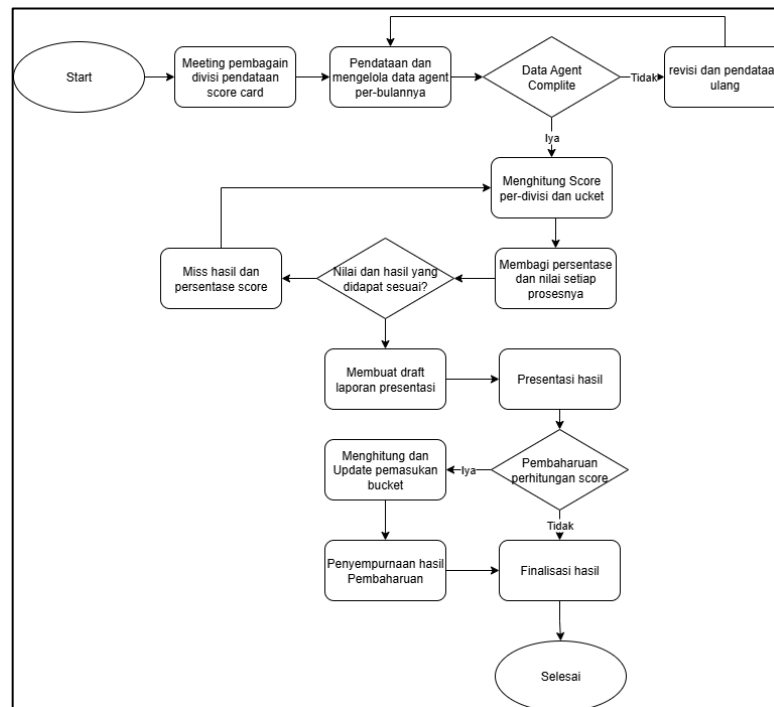 Start
Meeting pembagain
divisi pendataan
score card
Pendataan dan
mengelola data agent
per-bulannya
Data Agent
Complite
Tidak
revisi dan pendataan
ulang
Iya
Menghitung Score
per-divisi dan ucket
Membagi persentase
dan nilai setiap
prosesnya
Nilai dan hasil yang
didapat sesuai?
Miss hasil dan
persentase score
Membuat draft
laporan presentasi
Presentasi hasil
Pembaharuan
perhitungan score
Iya
Menghitung dan
Update pemasukan
bucket
Tidak
Penyempurnaan hasil
Pembaharuan
Finalisasi hasil
Selesai